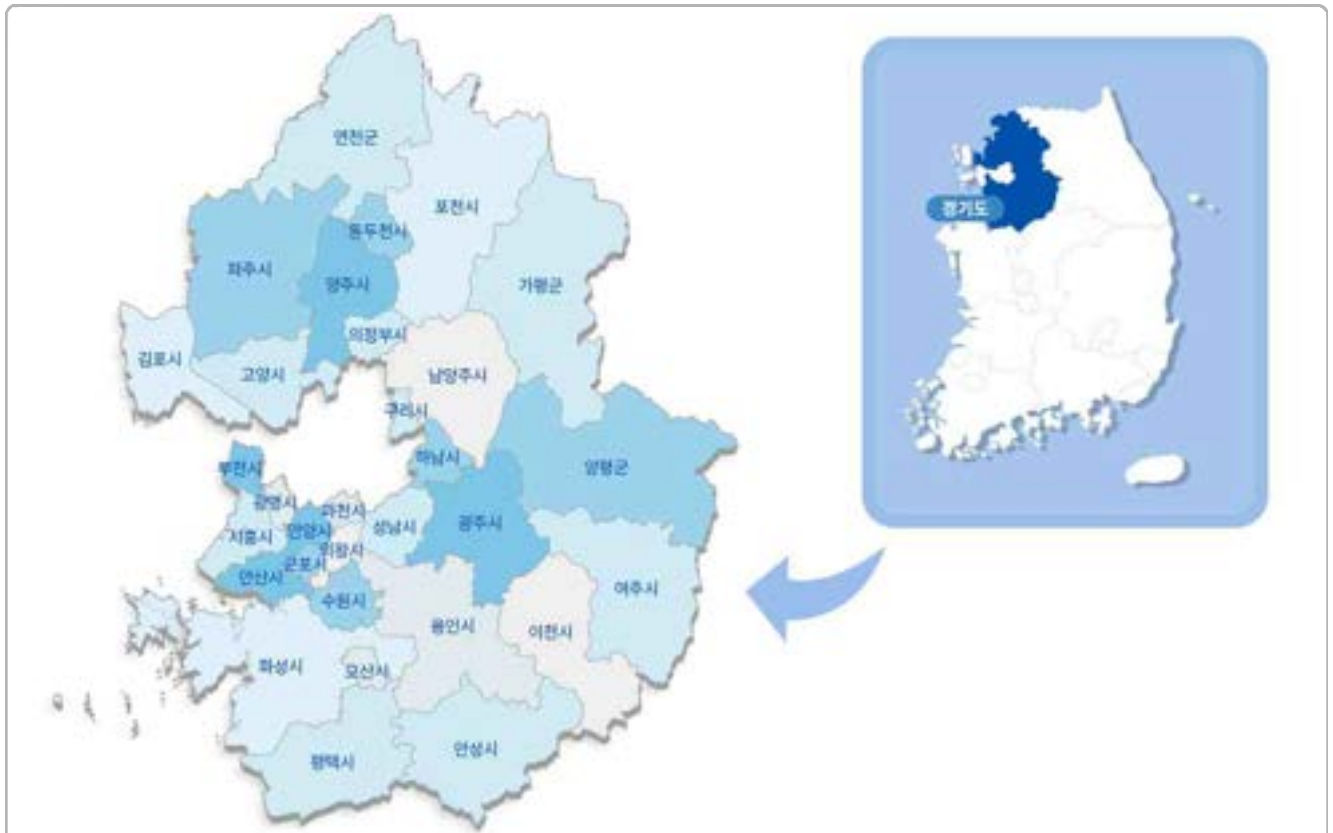 연천군
포천시
동두천시
파주시
양주시
가평군
의정부시
김포시
고양시
남양주시
구리시
하남시
양평군
부천시
광명시
과천시
안양시
성남시
광주시
시흥시
의왕시
군포시
안산시
수원시
여주시
용인시
이천시
화성시
오산시
안성시
평택시
경기도